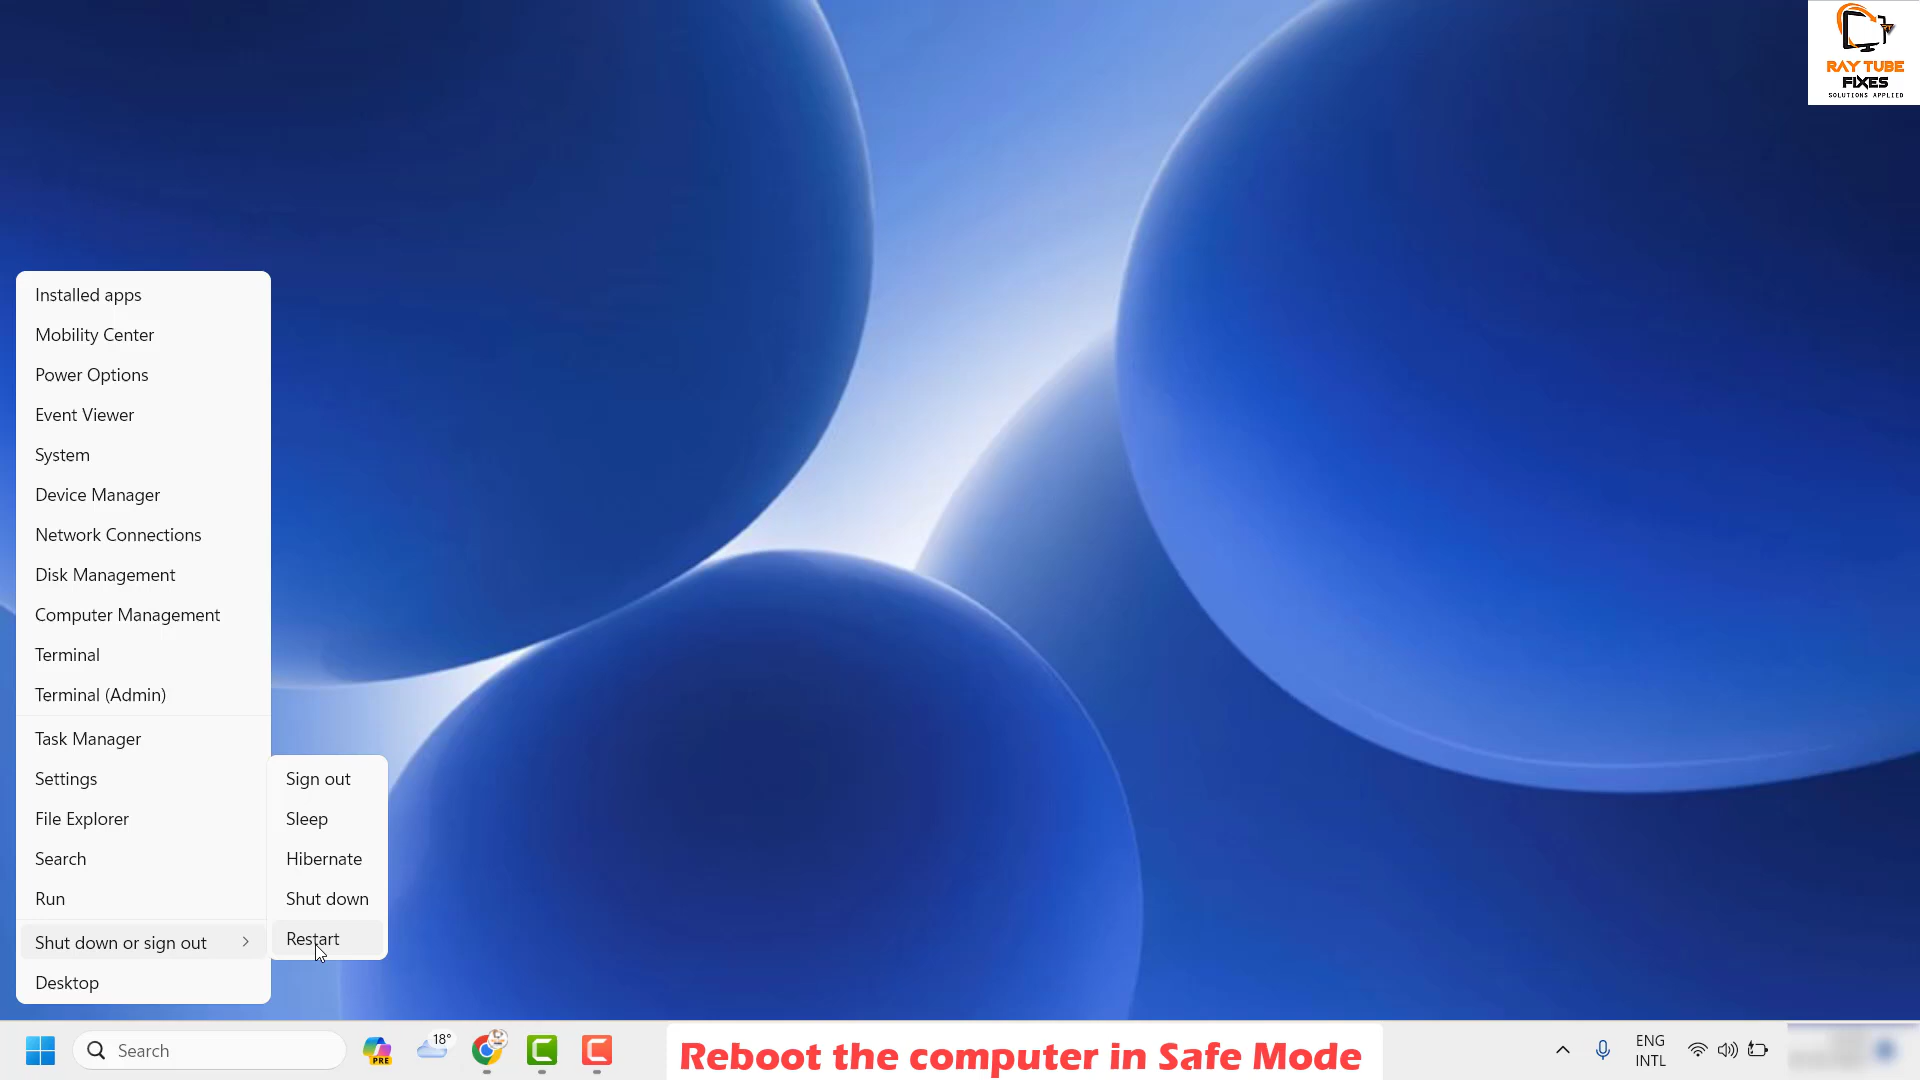 RAY TUBE
FIXES
SOLUTIONS APPLIED
Installed apps
Mobility Center
Power Options
Event Viewer
System
Device Manager
Network Connections
Disk Management
Computer Management
Terminal
Terminal (Admin)
Task Manager
Settings
File Explorer
Search
Run
Shut down or sign out
Desktop
Sign out
Sleep
Hibernate
Shut down
Restart
Search
PRE
18°
Reboot the computer in Safe Mode
ENG
INTL